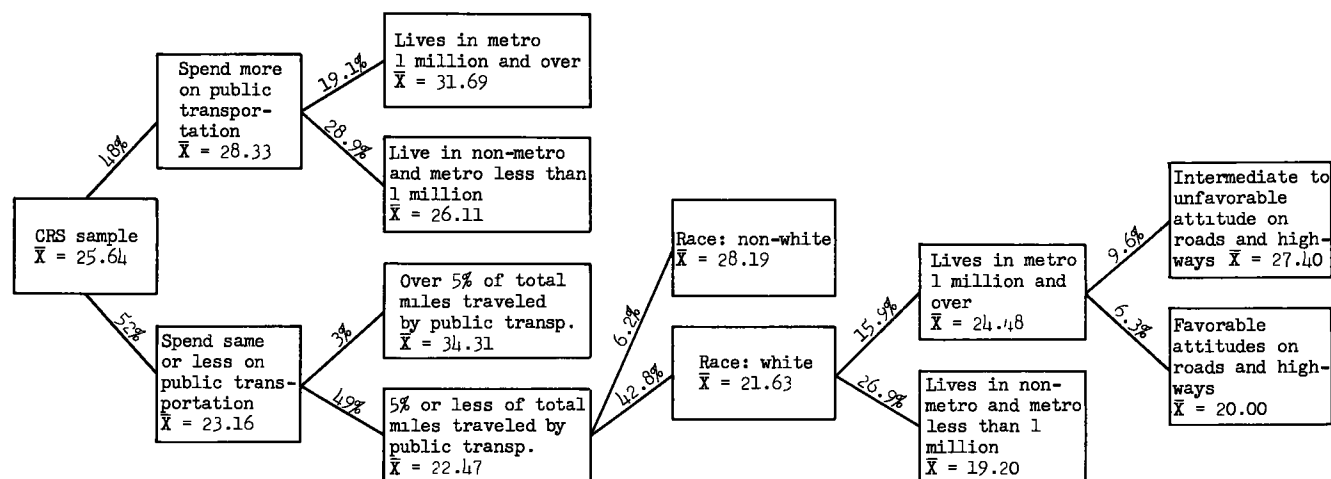 CRS sample
X̄ = 25.64
48%
52%
Spend more
on public
transpor-
tation
X̄ = 28.33
Spend same
or less on
public trans-
portation
X̄ = 23.16
19.1%
28.9%
3%
49%
Lives in metro
1 million and over
X̄ = 31.69
Live in non-metro
and metro less than
1 million
X̄ = 26.11
Over 5% of total
miles traveled
by public transp.
X̄ = 34.31
5% or less of total
miles traveled by
public transp.
X̄ = 22.47
6.2%
42.8%
Race: non-white
X̄ = 28.19
Race: white
X̄ = 21.63
15.9%
26.9%
Lives in metro
1 million and
over
X̄ = 24.48
Lives in non-
metro and metro
less than 1
million
X̄ = 19.20
9.6%
6.3%
Intermediate to
unfavorable
attitude on
roads and high-
ways X̄ = 27.40
Favorable
attitudes on
roads and high-
ways
X̄ = 20.00